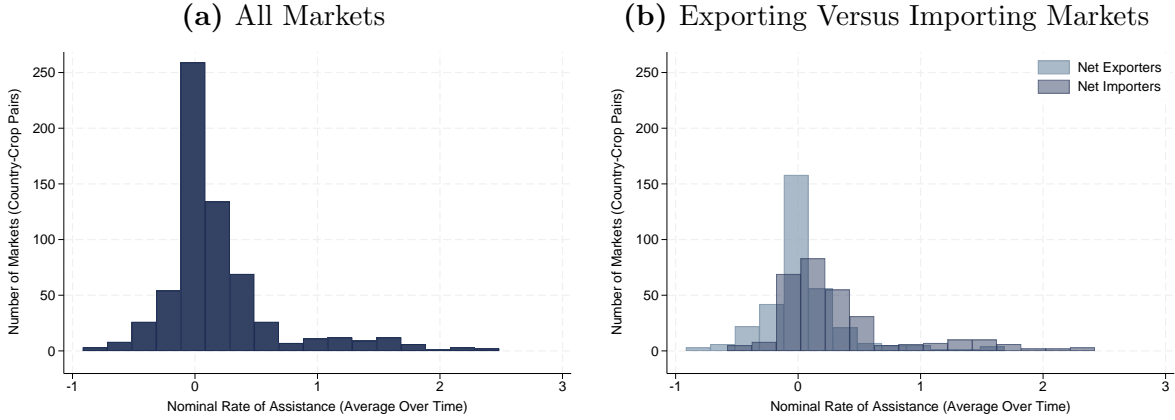 (a) All Markets
250
200
150
100
50
0
-1 0 1 2 3
Number of Markets (Country-Crop Pairs)
Nominal Rate of Assistance (Average Over Time)
(b) Exporting Versus Importing Markets
Net Exporters
Net Importers
250
200
150
100
50
0
-1 0 1 2 3
Number of Markets (Country-Crop Pairs)
Nominal Rate of Assistance (Average Over Time)